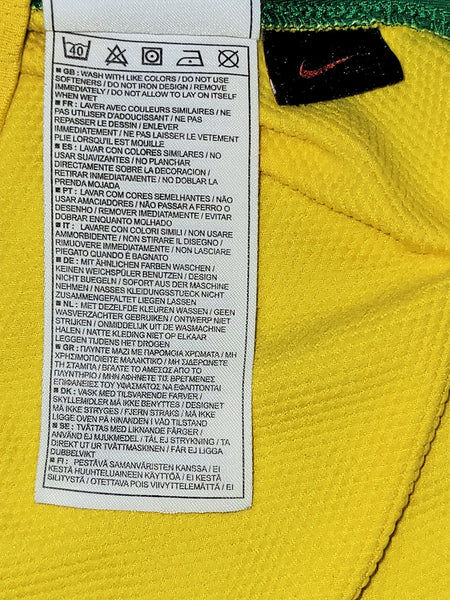 40
■ GB : WASH WITH LIKE COLORS / DO NOT USE
SOFTENERS / DO NOT IRON DESIGN / REMOVE
IMMEDIATELY / DO NOT ALLOW TO LAY ON ITSELF
WHEN WET
■ FR : LAVER AVEC COULEURS SIMILAIRES / NE
PAS UTILISER D'ADOUCISSANT / NE PAS
REPASSER LE DESSIN / ENLEVER
IMMEDIATEMENT / NE PAS LAISSER LE VETEMENT
PLIE LORSQU'IL EST MOUILLE
■ ES : LAVAR CON COLORES SIMILARES / NO
USAR SUAVIZANTES / NO PLANCHAR
DIRECTAMENTE SOBRE LA DECORACION /
RETIRAR IMMEDIATAMENTE / NO DOBLAR LA
PRENDA MOJADA
■ PT : LAVAR COM CORES SEMELHANTES / NÃO
USAR AMACIADORES / NÃO PASSAR A FERRO O
DESENHO / REMOVER IMEDIATAMENTE / EVITAR
DOBRAR ENQUANTO MOLHADO
■ IT : LAVARE CON COLORI SIMILI / NON USARE
AMMORBIDENTE / NON STIRARE IL DISEGNO /
RIMUOVERE IMMEDIATAMENTE / NON LASCIARE
PIEGATO QUANDO È BAGNATO
■ DE : MIT ÄHNLICHEN FARBEN WASCHEN /
KEINEN WEICHSPÜLER BENUTZEN / DESIGN
NICHT BUEGELN / SOFORT AUS DER MASCHINE
NEHMEN / NASSES KLEIDUNGSSTUECK NICHT
ZUSAMMENGEFALTET LIEGEN LASSEN
■ NL : MET DEZELFDE KLEUREN WASSEN / GEEN
WASVERZACHTER GEBRUIKEN / ONTWERP NIET
STRIJKEN / ONMIDDELIJK UIT DE WASMACHINE
HALEN / NATTE KLEDING NIET OP ELKAAR
LEGGEN TIJDENS HET DROGEN
■ GR : ΠΛΥΝΤΕ ΜΑΖΙ ΜΕ ΠΑΡΟΜΟΙΑ ΧΡΩΜΑΤΑ / ΜΗ
ΧΡΗΣΙΜΟΠΟΙΕΙΤΕ ΜΑΛΑΚΤΙΚΟ / ΜΗ ΣΙΔΕΡΩΝΕΤΕ
ΤΗ ΣΤΑΜΠΑ / ΒΓΑΛΤΕ ΤΟ ΑΜΕΣΩΣ ΑΠΟ ΤΟ
ΠΛΥΝΤΗΡΙΟ / ΜΗΝ ΑΦΗΝΕΤΕ ΤΙΣ ΒΡΕΓΜΕΝΕΣ
ΕΠΙΦΑΝΕΙΕΣ ΤΟΥ ΥΦΑΣΜΑΤΟΣ ΝΑ ΕΦΑΠΤΟΝΤΑΙ
■ DK : VASK MED TILSVARENDE FARVER /
SKYLLEMIDLER MÅ IKKE BENYTTES / DESIGNET
MÅ IKKE STRYGES / FJERN STRAKS / MÅ IKKE
LIGGE OVEN PÅ HINANDEN I VÅD TILSTAND
■ SE : TVÄTTAS MED LIKNANDE FÄRGER /
ANVÄND EJ MJUKMEDEL / TÅL EJ STRYKNING / TA
DIREKT UT UR TVÄTTMASKINEN / UNDVIK
DUBBELVIKT
■ FI : PESTÄVÄ SAMANVÄRISTEN KANSSA / EI
KESTÄ HUUHTELUAINEEN KÄYTTÖÄ / EI KESTÄ
SILITYSTÄ / OTETTAVA POIS VIIVYTTELEMÄTTÄ / EI